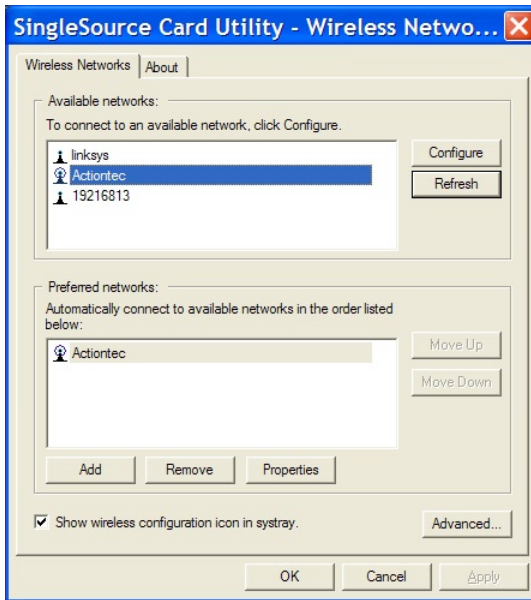 SingleSource Card Utility - Wireless Netwo...
Wireless Networks About
Available networks:
To connect to an available network, click Configure.
linksys
Actiontec
19216813
Configure
Refresh
Preferred networks:
Automatically connect to available networks in the order listed
below:
Actiontec
Move Up
Move Down
Add Remove Properties
Show wireless configuration icon in systray.
Advanced...
OK Cancel Apply